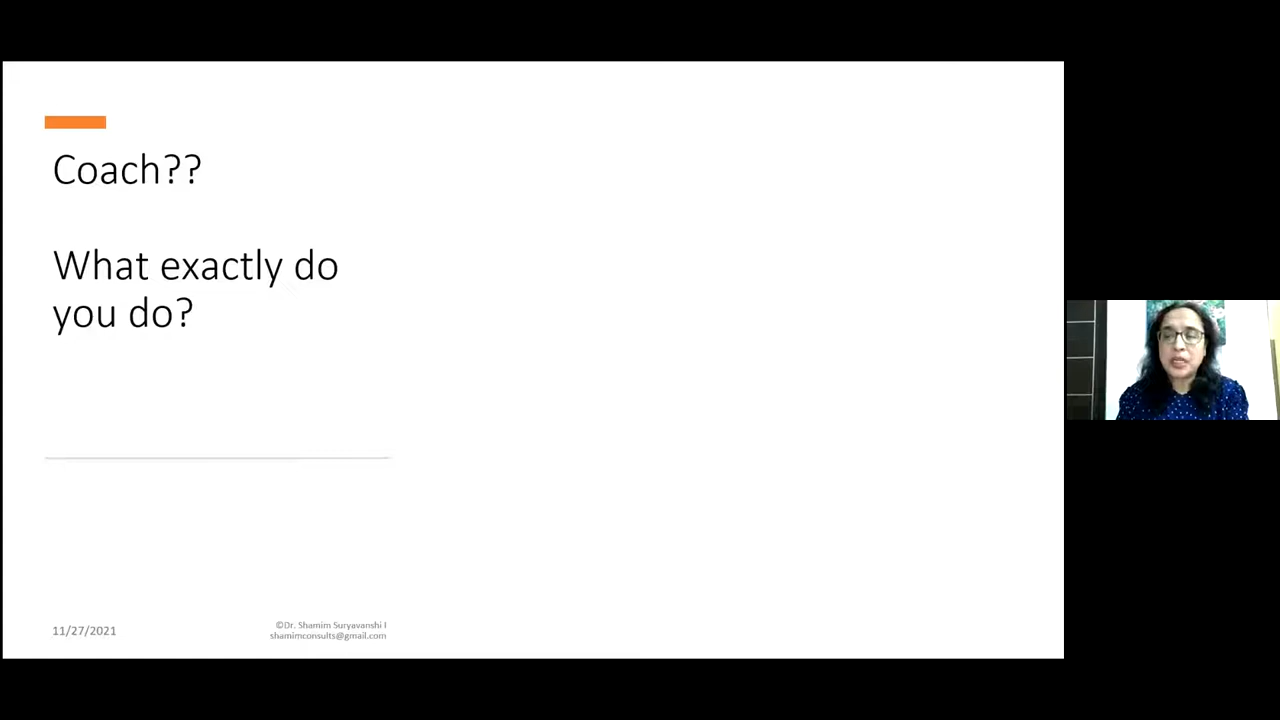 Coach??
What exactly do
you do?
11/27/2021
©Dr. Shamim Suryavanshi I
shamimconsults@gmail.com